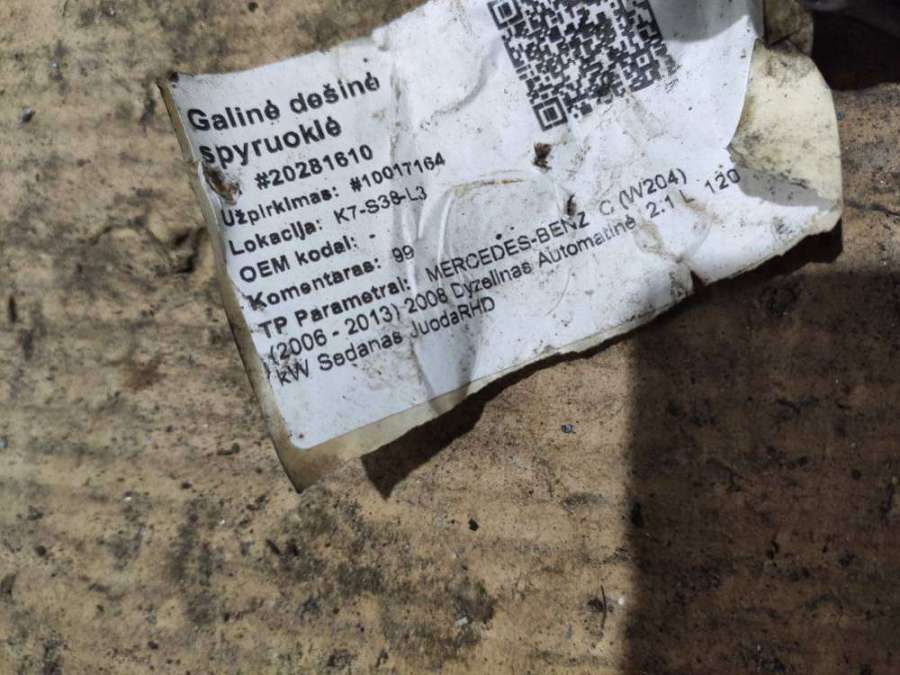 Galinė dešinė
spyruoklė
#20281610
Užpirkimas: #10017164
Lokacija: K7-S38-L3
OEM kodai: -
Komentaras: 99
TP Parametrai: MERCEDES-BENZ C (W204)
(2006 - 2013) 2008 Dyzelinas Automatinė 2.1 L 120
kW Sedanas JuodaRHD